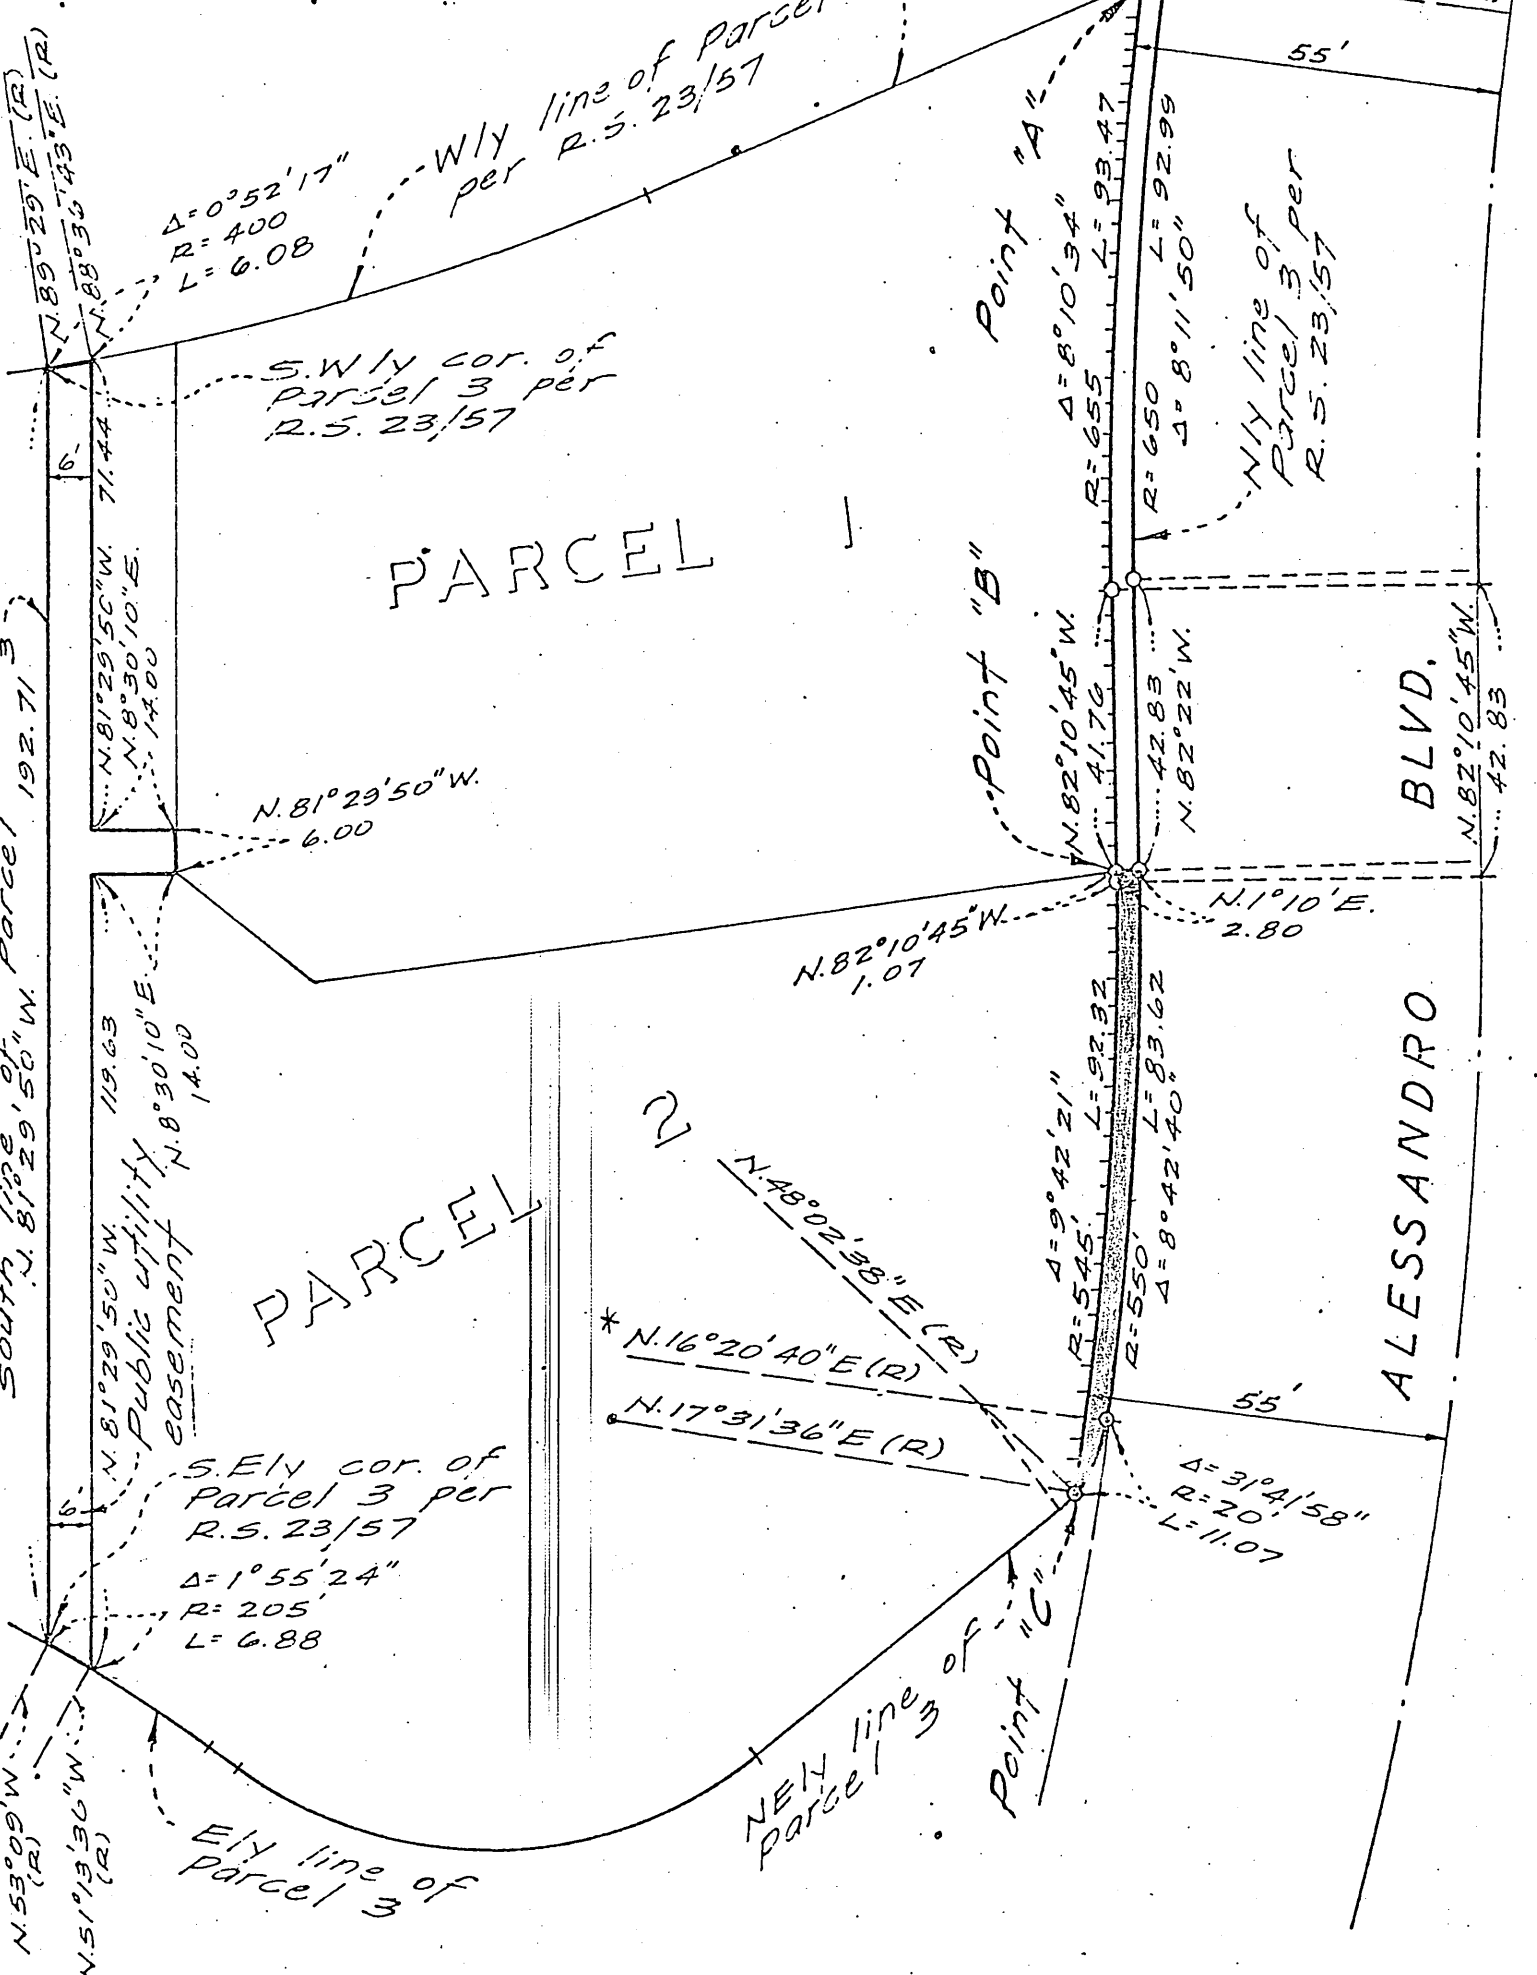 N.89°29'E.(R)
N.88°36'43"E.(R)
Δ=0°52'17"
R=400
L=6.08
Wly line of Parcel
per R.S. 23/57
S.Wly cor. of
Parcel 3 per
R.S. 23/57
6'
N.81°29'50"W. 71.44
N.8°30'10"E.
14.00
N.81°29'50"W.
6.00
PARCEL 1
South line of Parcel 3
N.81°29'50"W. 192.71
N.81°29'50"W. 119.63
Public utility
easement
N.8°30'10"E.
14.00
PARCEL 2
6'
S.Ely cor. of
Parcel 3 per
R.S. 23/57
Δ=1°55'24"
R=205'
L=6.88
N.53°09'W
(R)
N.51°13'36"W
(R)
Ely line of
Parcel 3
NEly line of
Parcel 3
Point "A"
Δ=8°10'34"
R=655 L=93.47
R=650 L=92.99
Δ=8°11'50"
Nly line of
Parcel 3 per
R.S. 23/57
55'
Point "B"
N.82°10'45"W.
41.76
42.83
N.82°22'W.
N.82°10'45"W.
42.83
N.82°10'45"W
1.07
N.1°10'E.
2.80
Δ=9°42'21"
R=545' L=92.32
R=550' L=83.62
Δ=8°42'40"
N.48°02'38"E(R)
* N.16°20'40"E(R)
N.17°31'36"E(R)
55'
Δ=31°41'58"
R=20'
L=11.07
Point "C"
ALESSANDRO BLVD.